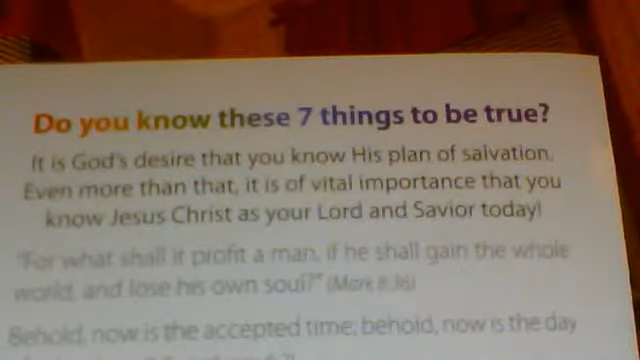 Do you know these 7 things to be true?
It is God's desire that you know His plan of salvation.
Even more than that, it is of vital importance that you
know Jesus Christ as your Lord and Savior today!
"For what shall it profit a man, if he shall gain the whole
world, and lose his own soul?" (Mark 8:36)
Behold, now is the accepted time; behold, now is the day